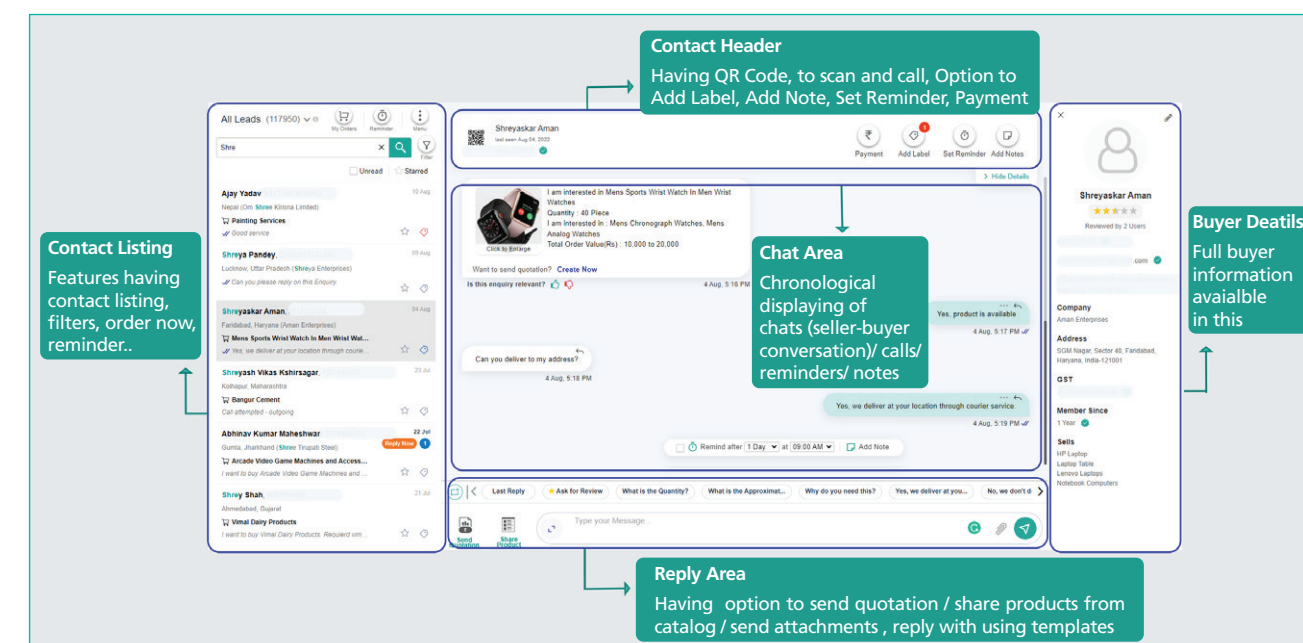 Contact Header
Having QR Code, to scan and call, Option to
Add Label, Add Note, Set Reminder, Payment
Contact Listing
Features having
contact listing,
filters, order now,
reminder..
All Leads (117950)
My Orders
Reminder
Menu
Shre
Filter
Unread
Starred
Ajay Yadav
10 Aug
Nepal (Om Shree Kirona Limited)
Painting Services
Good service
Shreya Pandey,
09 Aug
Lucknow, Uttar Pradesh (Shreya Enterprises)
Can you please reply on this Enquiry
Shreyaskar Aman,
04 Aug
Faridabad, Haryana (Aman Enterprises)
Mens Sports Wrist Watch In Men Wrist Wat...
Yes, we deliver at your location through courie...
Shreyash Vikas Kshirsagar,
23 Jul
Kolhapur, Maharashtra
Bangur Cement
Call attempted - outgoing
Abhinav Kumar Maheshwar
22 Jul
Gumla, Jharkhand (Shree Tirupati Steel)
Reply Now
1
Arcade Video Game Machines and Access...
I want to buy Arcade Video Game Machines and ...
Shrey Shah,
21 Jul
Ahmedabad, Gujarat
Vimal Dairy Products
I want to buy Vimal Dairy Products. Requierd vim...
Shreyaskar Aman
last seen Aug 04, 2022
Payment
1
Add Label
Set Reminder
Add Notes
> Hide Details
Click to Enlarge
I am interested in Mens Sports Wrist Watch In Men Wrist
Watches
Quantity : 40 Piece
I am interested in : Mens Chronograph Watches, Mens
Analog Watches
Total Order Value(Rs) : 10,000 to 20,000
Want to send quotation? Create Now
Is this enquiry relevant?
4 Aug, 5:16 PM
Yes, product is available
4 Aug, 5:17 PM
Can you deliver to my address?
4 Aug, 5:18 PM
Yes, we deliver at your location through courier service.
4 Aug, 5:19 PM
Remind after 1 Day at 09:00 AM
Add Note
Chat Area
Chronological
displaying of
chats (seller-buyer
conversation)/ calls/
reminders/ notes
Last Reply
Ask for Review
What is the Quantity?
What is the Approximat...
Why do you need this?
Yes, we deliver at you...
No, we don't d
Send
Quotation
Share
Product
Type your Message...
Reply Area
Having option to send quotation / share products from
catalog / send attachments , reply with using templates
Shreyaskar Aman
Reviewed by 2 Users
.com
Company
Aman Enterprises
Address
SGM Nagar, Sector 48, Faridabad,
Haryana, India-121001
GST
Member Since
1 Year
Sells
HP Laptop
Laptop Table
Lenovo Laptops
Notebook Computers
Buyer Deatils
Full buyer
information
avaialble
in this